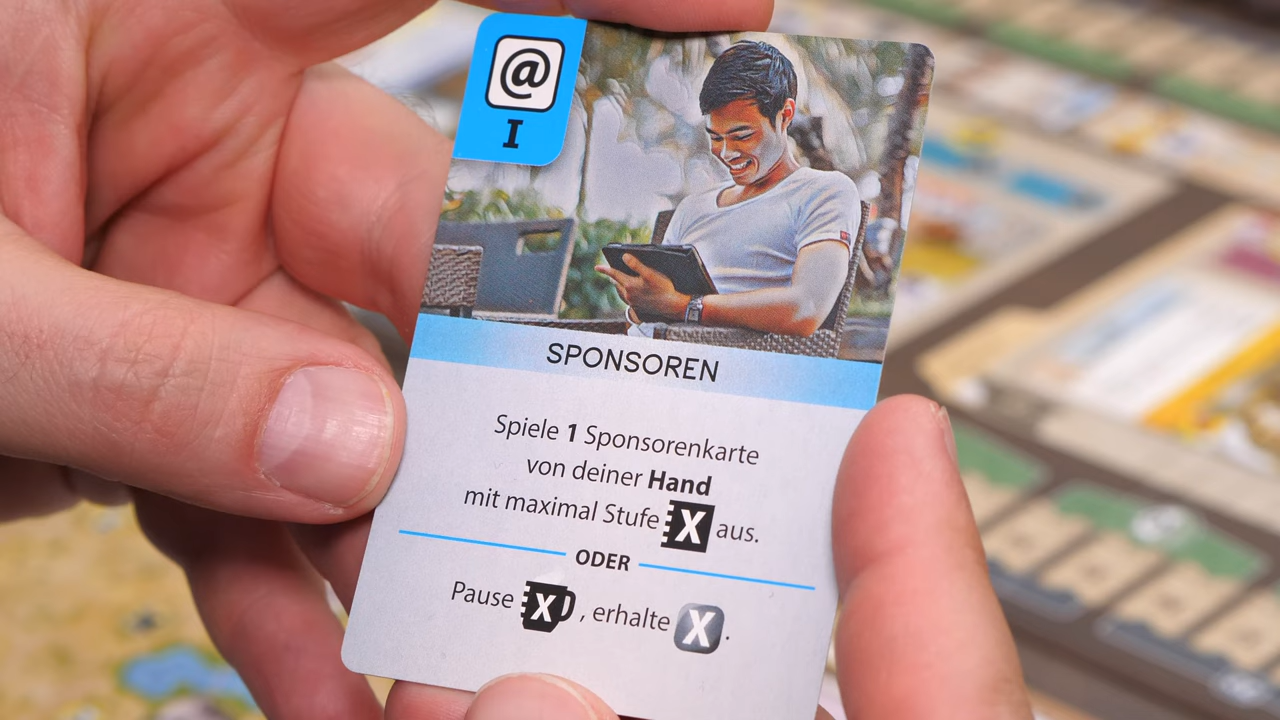 @
I
SPONSOREN
Spiele 1 Sponsorenkarte
von deiner Hand
mit maximal Stufe X aus.
ODER
Pause X , erhalte X .